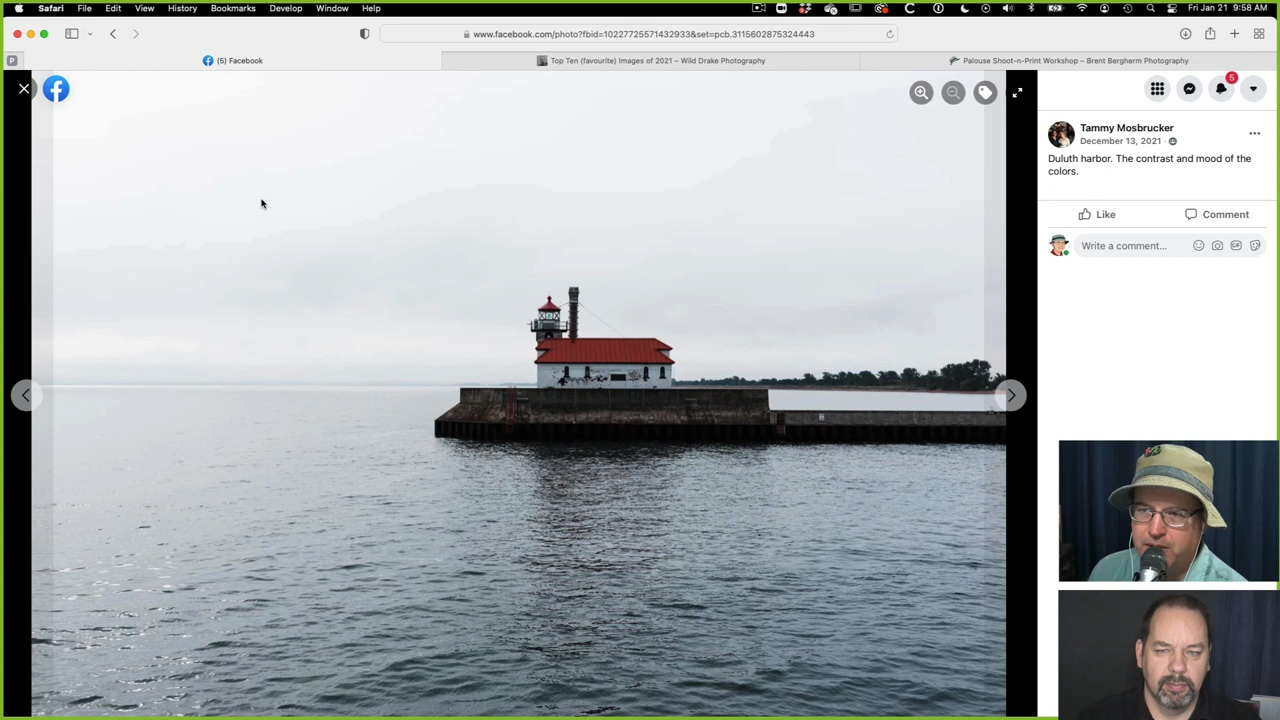 Safari File Edit View History Bookmarks Develop Window Help Fri Jan 21 9:58 AM
www.facebook.com/photo?fbid=10227725571432933&set=pcb.3115602875324443
P (5) Facebook Top Ten (favourite) Images of 2021 – Wild Drake Photography Palouse Shoot-n-Print Workshop – Brent Bergherm Photography
5
Tammy Mosbrucker
December 13, 2021 ·
Duluth harbor. The contrast and mood of the
colors.
Like Comment
Write a comment...